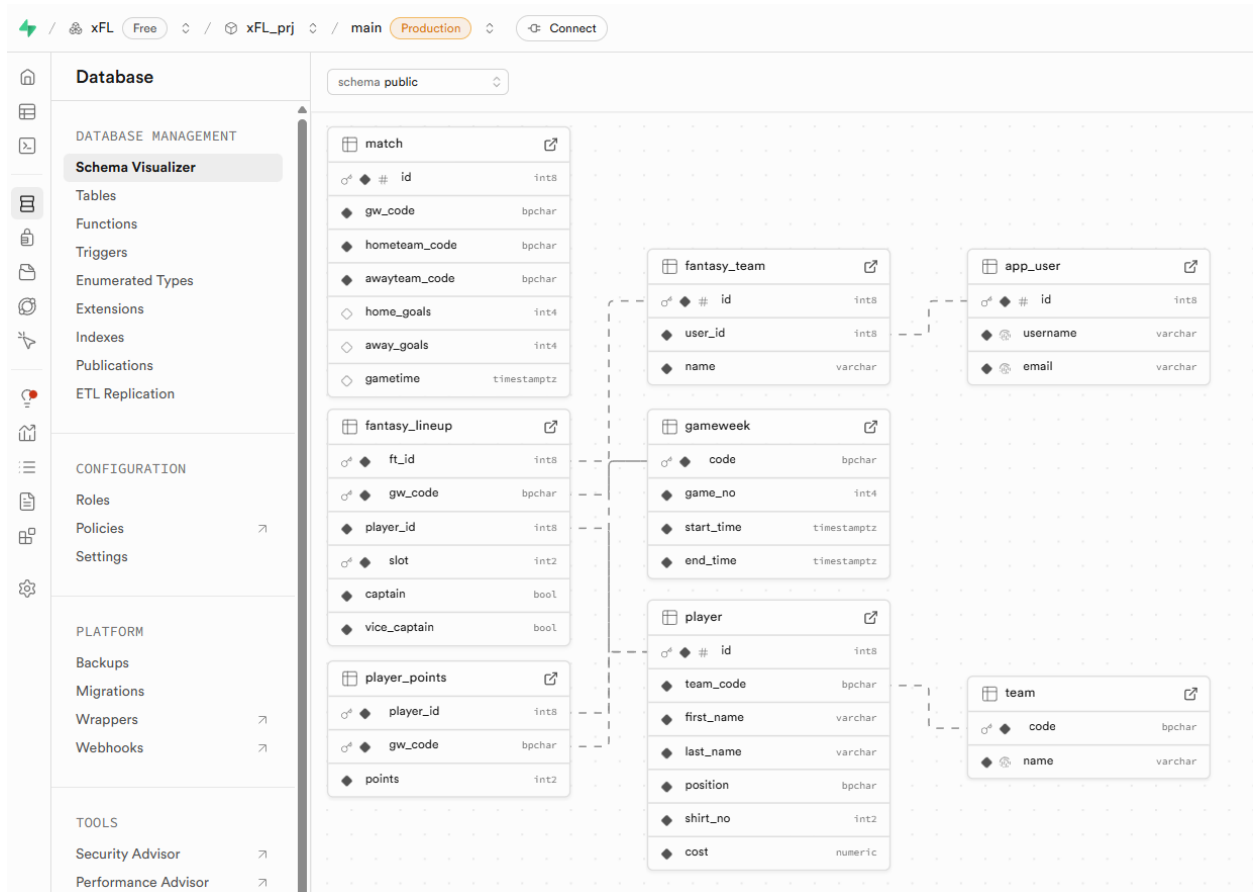 xFL Free xFL_prj main Production Connect
Database
schema public
DATABASE MANAGEMENT
Schema Visualizer
Tables
Functions
Triggers
Enumerated Types
Extensions
Indexes
Publications
ETL Replication
CONFIGURATION
Roles
Policies
Settings
PLATFORM
Backups
Migrations
Wrappers
Webhooks
TOOLS
Security Advisor
Performance Advisor
match
# id int8
gw_code bpchar
hometeam_code bpchar
awayteam_code bpchar
home_goals int4
away_goals int4
gametime timestamptz
fantasy_lineup
ft_id int8
gw_code bpchar
player_id int8
slot int2
captain bool
vice_captain bool
player_points
player_id int8
gw_code bpchar
points int2
fantasy_team
# id int8
user_id int8
name varchar
gameweek
code bpchar
game_no int4
start_time timestamptz
end_time timestamptz
player
# id int8
team_code bpchar
first_name varchar
last_name varchar
position bpchar
shirt_no int2
cost numeric
app_user
# id int8
username varchar
email varchar
team
code bpchar
name varchar